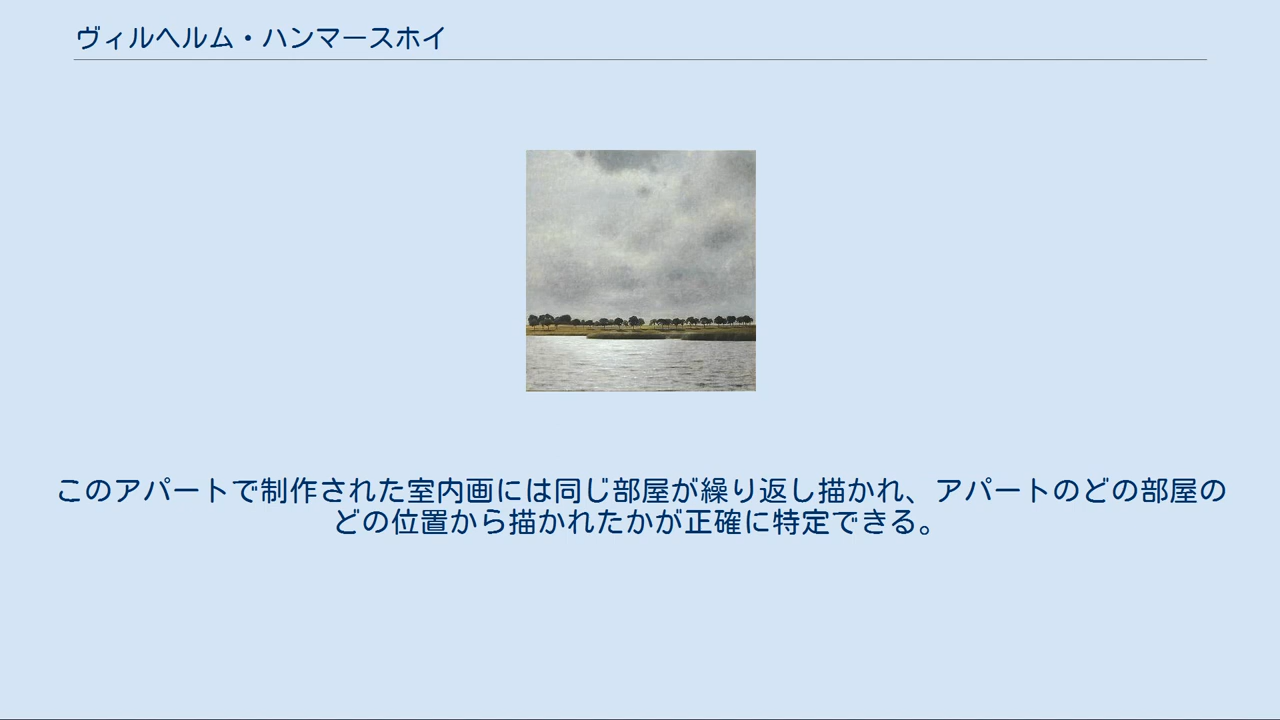 ヴィルヘルム・ハンマースホイ
このアパートで制作された室内画には同じ部屋が繰り返し描かれ、アパートのどの部屋の
どの位置から描かれたかが正確に特定できる。